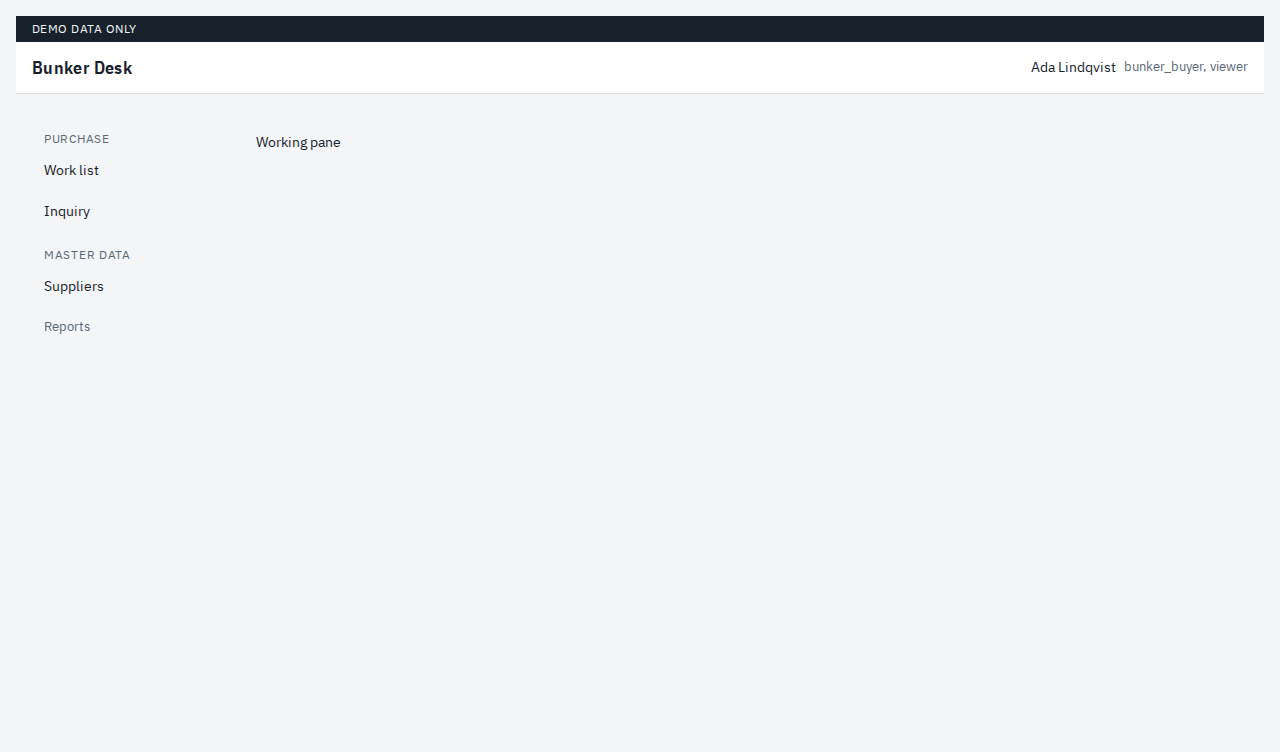 DEMO DATA ONLY
Bunker Desk
Ada Lindqvist bunker_buyer, viewer
PURCHASE
Working pane
Work list
Inquiry
MASTER DATA
Suppliers
Reports